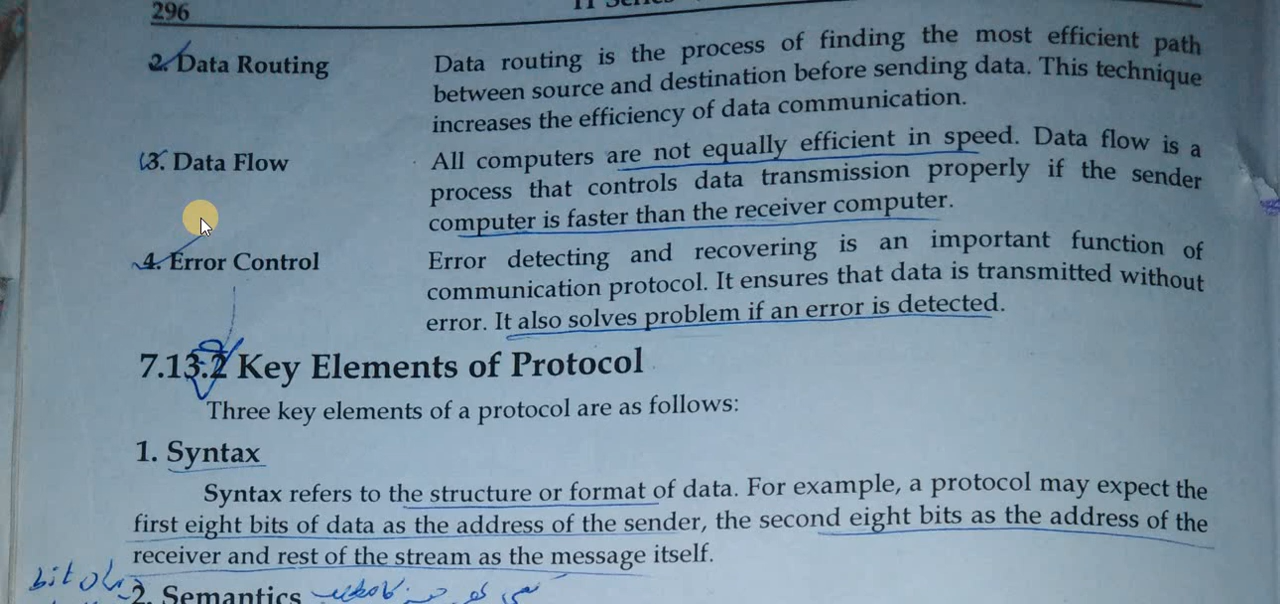 296
IT Series
2. Data Routing
Data routing is the process of finding the most efficient path
between source and destination before sending data. This technique
increases the efficiency of data communication.
3. Data Flow
All computers are not equally efficient in speed. Data flow is a
process that controls data transmission properly if the sender
computer is faster than the receiver computer.
4. Error Control
Error detecting and recovering is an important function of
communication protocol. It ensures that data is transmitted without
error. It also solves problem if an error is detected.
7.13.2 Key Elements of Protocol
Three key elements of a protocol are as follows:
1. Syntax
Syntax refers to the structure or format of data. For example, a protocol may expect the
first eight bits of data as the address of the sender, the second eight bits as the address of the
receiver and rest of the stream as the message itself.
bit
2. Semantics